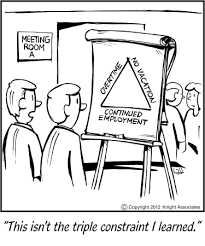 MEETING
ROOM
A
OVERTIME
NO VACATION
CONTINUED
EMPLOYMENT
© Copyright 2012 Knight Associates
"This isn't the triple constraint I learned."